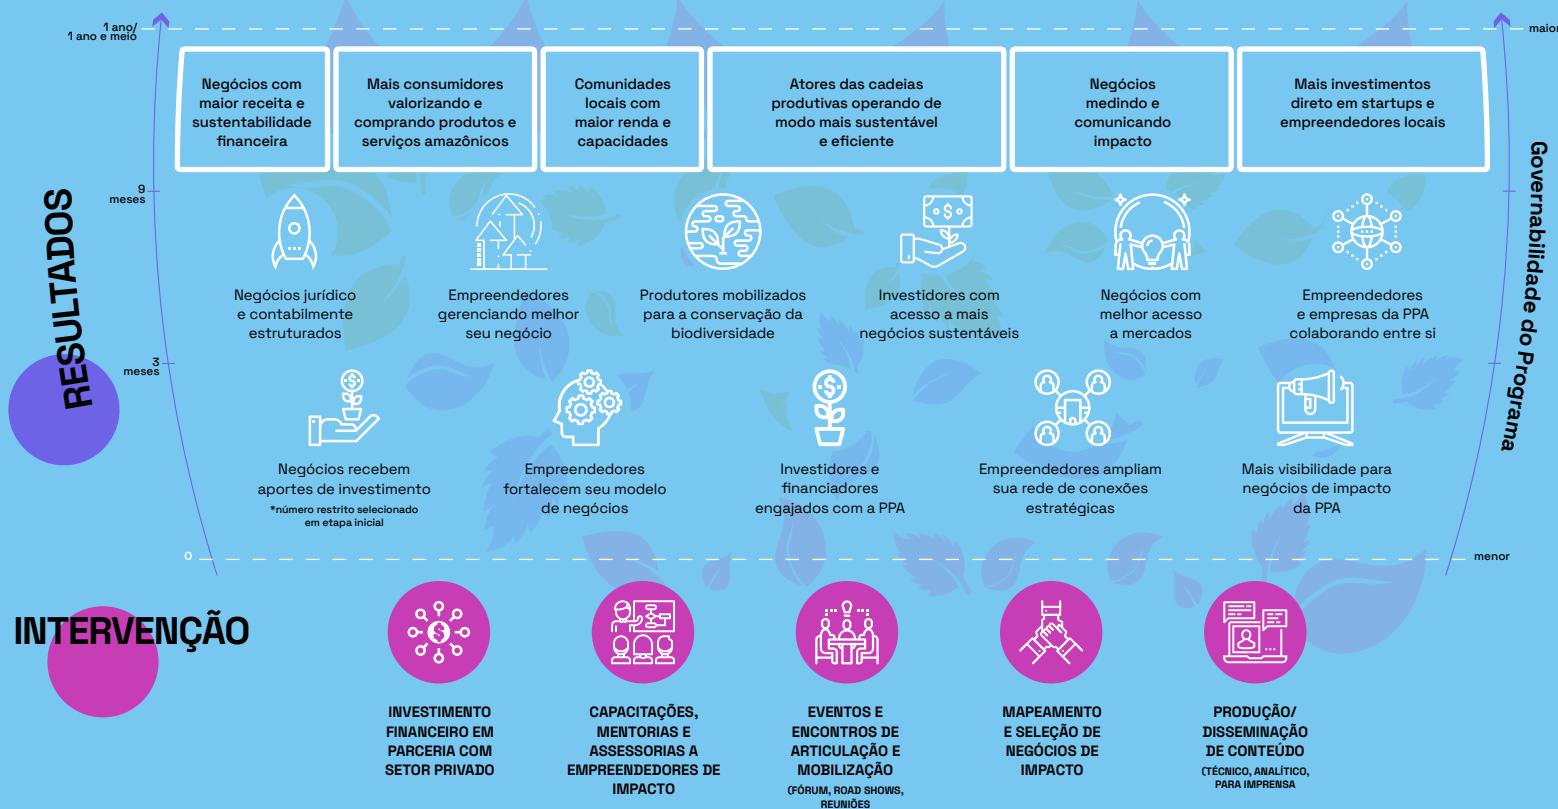 1 ano/
1 ano e meio
maior
Negócios com
maior receita e
sustentabilidade
financeira
Mais consumidores
valorizando e
comprando produtos e
serviços amazônicos
Comunidades
locais com
maior renda e
capacidades
Atores das cadeias
produtivas operando de
modo mais sustentável
e eficiente
Negócios
medindo e
comunicando
impacto
Mais investimentos
direto em startups e
empreendedores locais
RESULTADOS
Governabilidade do Programa
9
meses
Negócios jurídico
e contabilmente
estruturados
Empreendedores
gerenciando melhor
seu negócio
Produtores mobilizados
para a conservação da
biodiversidade
Investidores com
acesso a mais
negócios sustentáveis
Negócios com
melhor acesso
a mercados
Empreendedores
e empresas da PPA
colaborando entre si
3
meses
Negócios recebem
aportes de investimento
*número restrito selecionado
em etapa inicial
Empreendedores
fortalecem seu modelo
de negócios
Investidores e
financiadores
engajados com a PPA
Empreendedores ampliam
sua rede de conexões
estratégicas
Mais visibilidade para
negócios de impacto
da PPA
0
menor
INTERVENÇÃO
INVESTIMENTO
FINANCEIRO EM
PARCERIA COM
SETOR PRIVADO
CAPACITAÇÕES,
MENTORIAS E
ASSESSORIAS A
EMPREENDEDORES DE
IMPACTO
EVENTOS E
ENCONTROS DE
ARTICULAÇÃO E
MOBILIZAÇÃO
(FÓRUM, ROAD SHOWS,
REUNIÕES
MAPEAMENTO
E SELEÇÃO DE
NEGÓCIOS DE
IMPACTO
PRODUÇÃO/
DISSEMINAÇÃO
DE CONTEÚDO
(TÉCNICO, ANALÍTICO,
PARA IMPRENSA